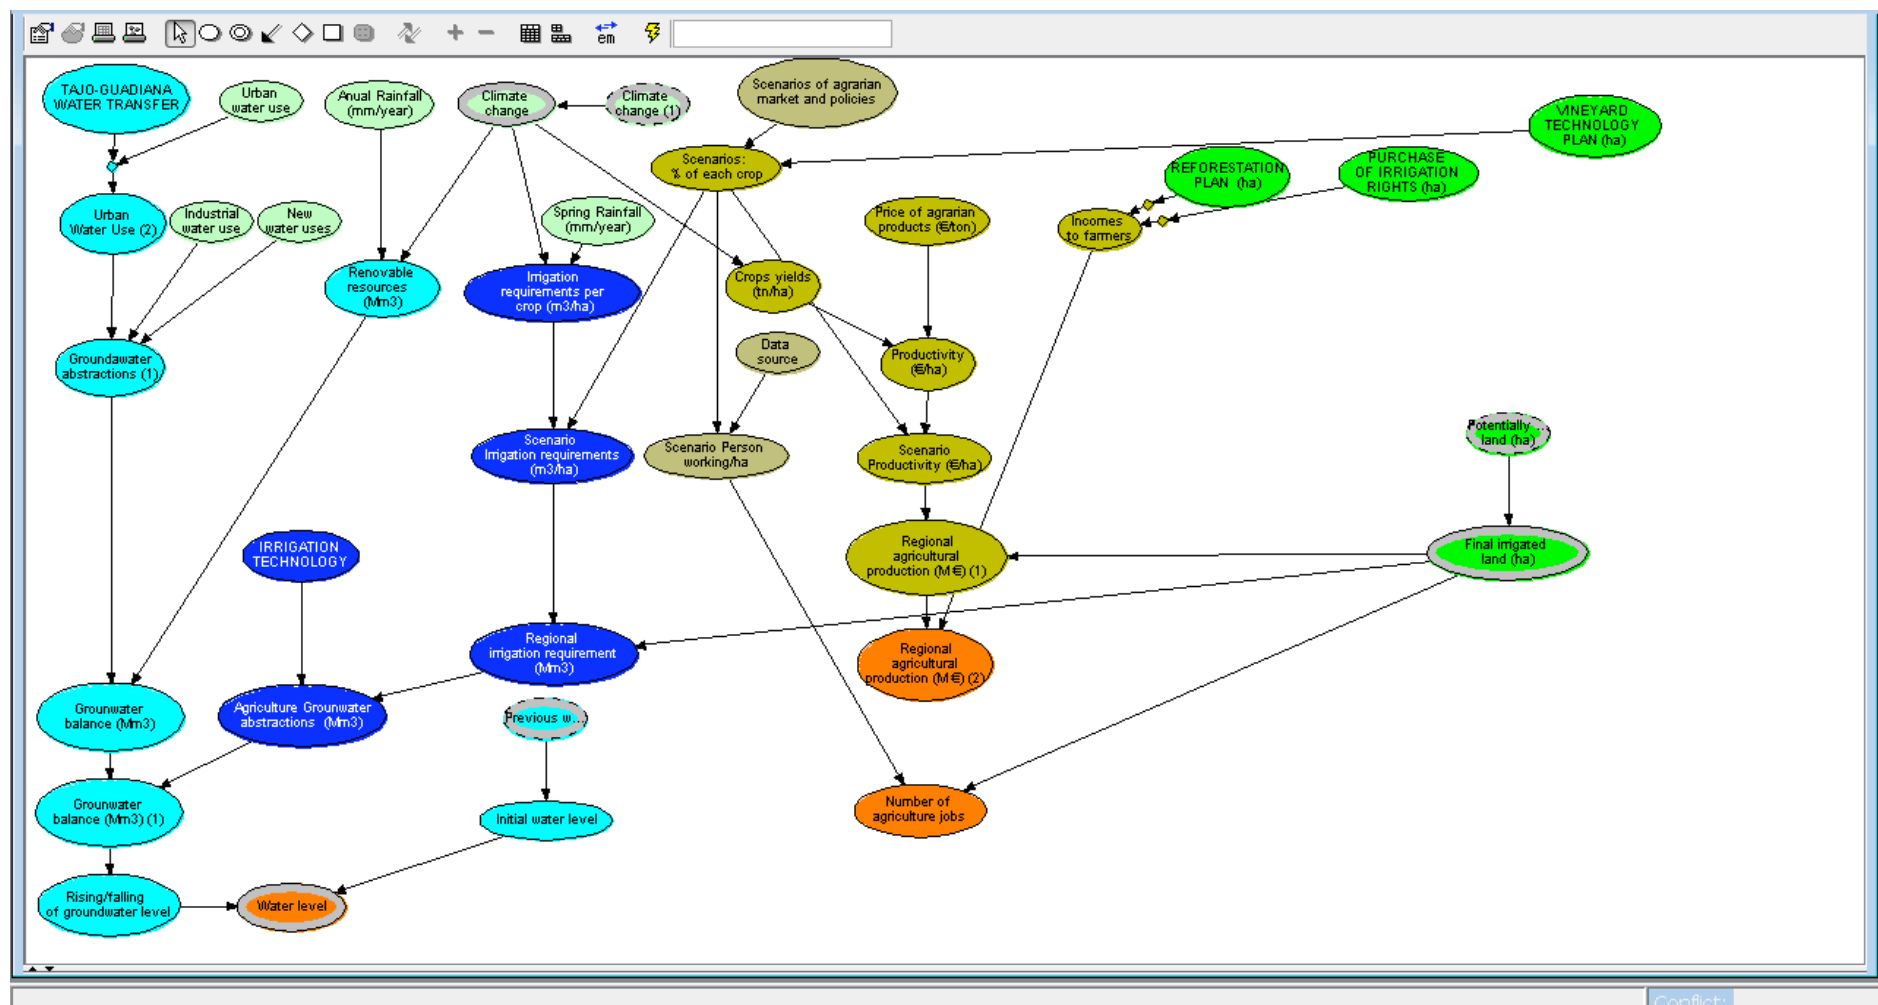 em
TAJO-GUADIANA
WATER TRANSFER
Urban
water use
Anual Rainfall
(mm/year)
Climate
change
Climate
change (1)
Scenarios of agrarian
market and policies
VINEYARD
TECHNOLOGY
PLAN (ha)
Scenarios:
% of each crop
REFORESTATION
PLAN (ha)
PURCHASE
OF IRRIGATION
RIGHTS (ha)
Urban
Water Use (2)
Industrial
water use
New
water uses
Spring Rainfall
(mm/year)
Price of agrarian
products (€/ton)
Incomes
to farmers
Renovable
resources
(Mm3)
Irrigation
requirements per
crop (m3/ha)
Crops yields
(tn/ha)
Groundawater
abstractions (1)
Data
source
Productivity
(€/ha)
Scenario
Irrigation requirements
(m3/ha)
Scenario Person
working/ha
Scenario
Productivity (€/ha)
Potentially ...
land (ha)
IRRIGATION
TECHNOLOGY
Regional
agricultural
production (M€) (1)
Final irrigated
land (ha)
Regional
irrigation requirement
(Mm3)
Regional
agricultural
production (M€) (2)
Grounwater
balance (Mm3)
Agriculture Grounwater
abstractions (Mm3)
Previous w...
Grounwater
balance (Mm3) (1)
Initial water level
Number of
agriculture jobs
Rising/falling
of groundwater level
Water level
Conflict: